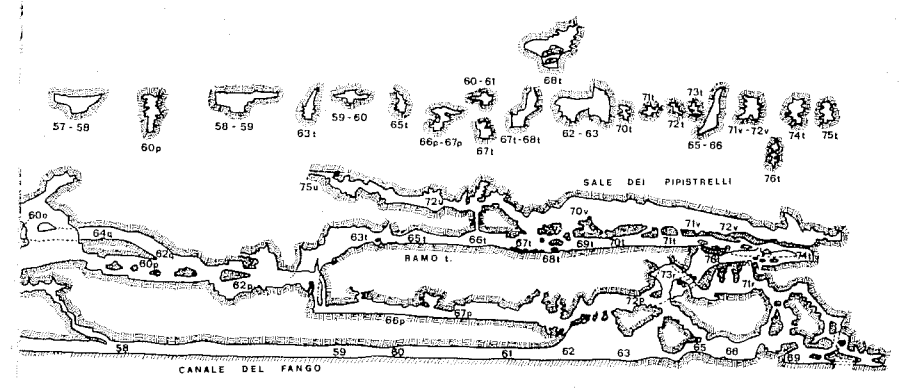 68t
60-61
57-58
60p
58-59
63t
59-60
65t
66p-67p
67t
67t-68t
62-63
70t
71t
72t
73t
65-66
71v-72v
74t
75t
76t
75u
72u
SALE DEI PIPISTRELLI
60o
64q
62q
60p
62p
63t
65t
66t
67t
68t
70v
69t
70t
71t
71v
72v
74t
RAMO t.
73r
71r
72p
66p
67p
58
59
60
61
62
63
65
66
69
CANALE DEL FANGO